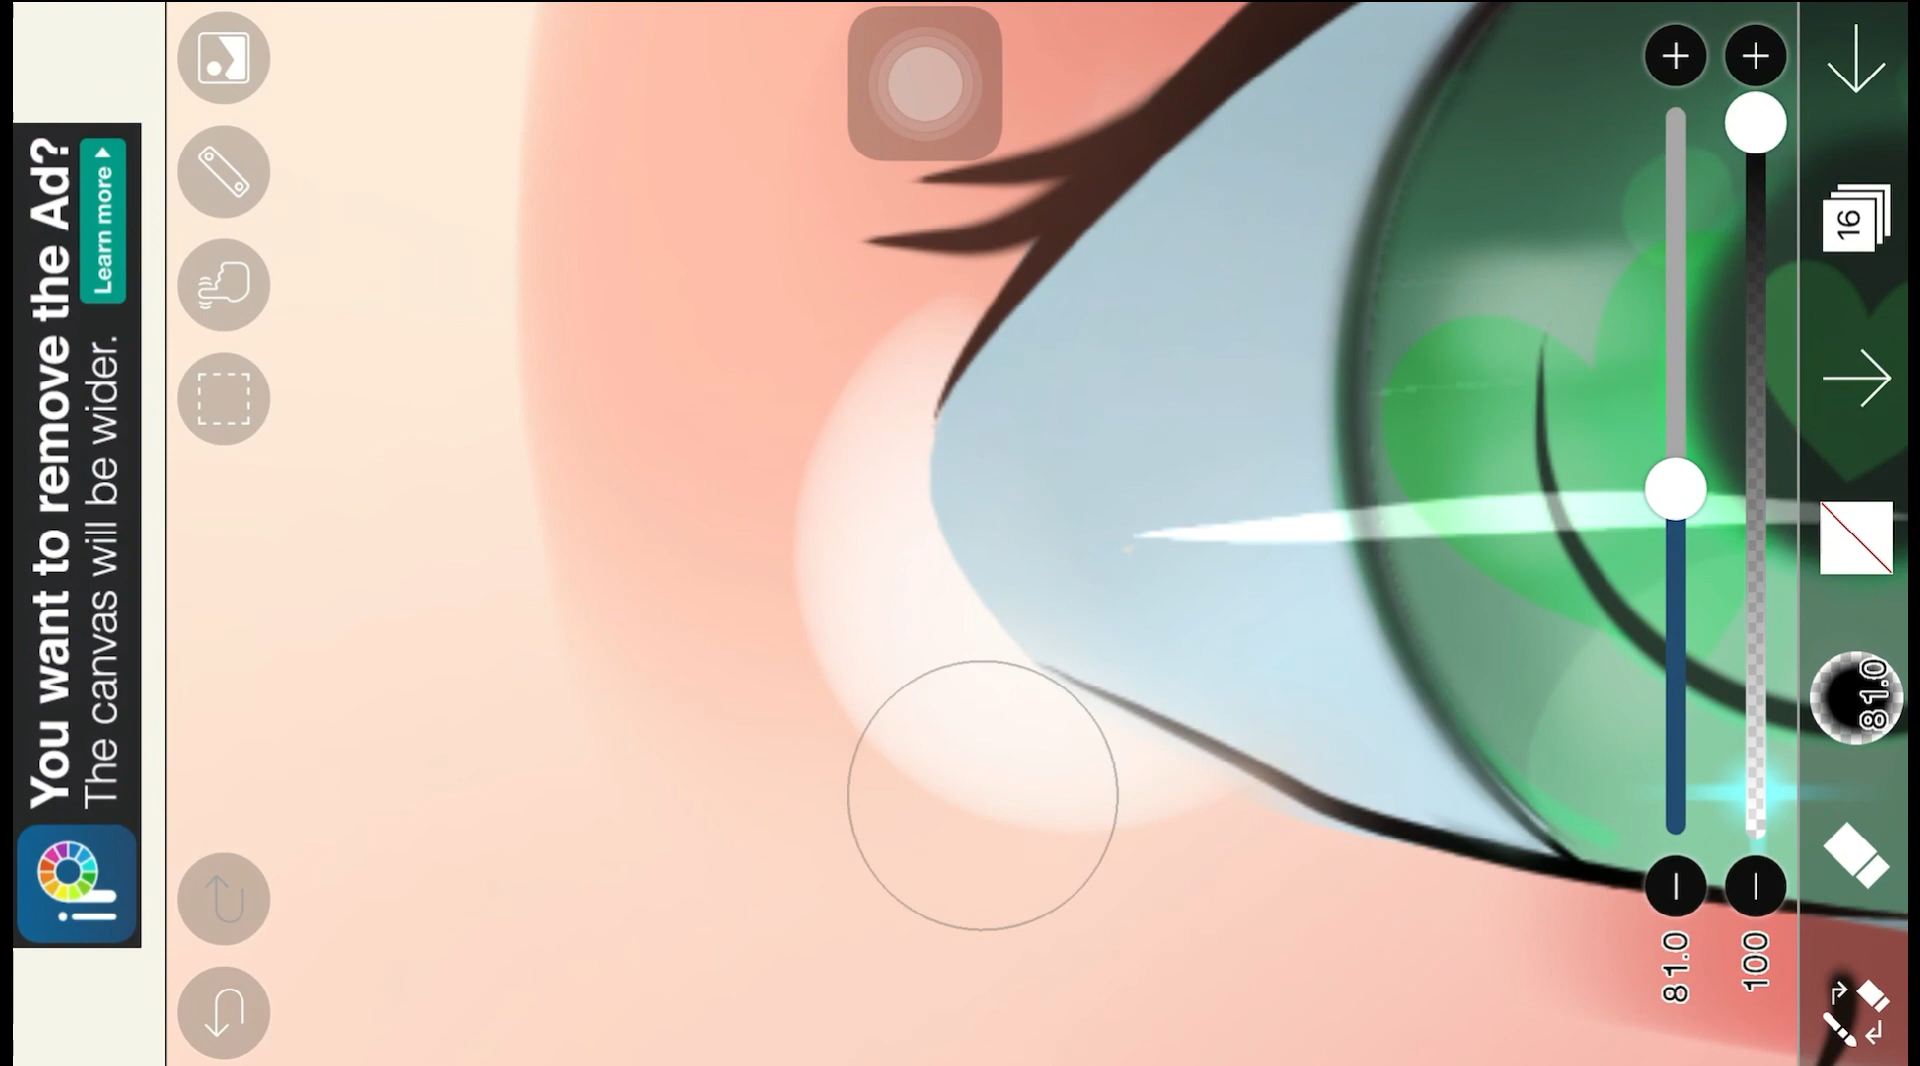 You want to remove the Ad?
The canvas will be wider.
Learn more
iP
16
81.0
81.0
100